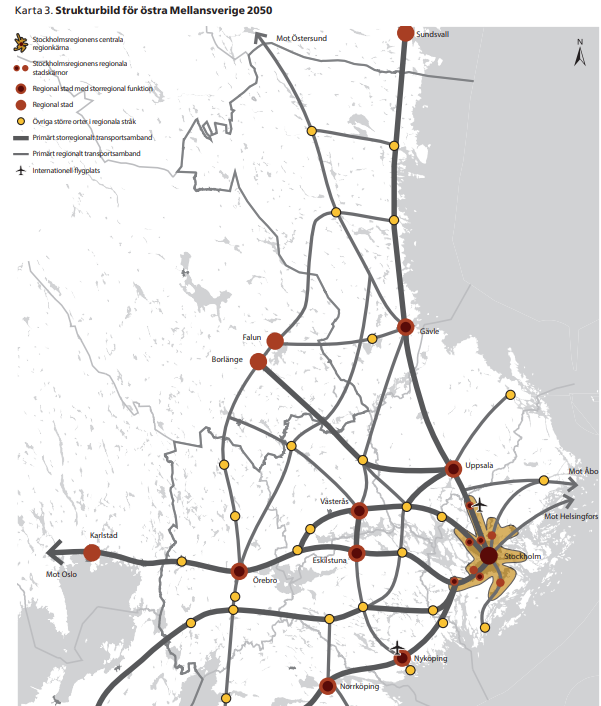 Karta 3. Strukturbild för östra Mellansverige 2050
Stockholmsregionens centrala
regionkärna
Stockholmsregionens regionala
stadskärnor
Regional stad med storregional funktion
Regional stad
Övriga större orter i regionala stråk
Primärt storregionalt transportsamband
Primärt regionalt transportsamband
Internationell flygplats
Mot Östersund
Sundsvall
N
Gävle
Falun
Borlänge
Uppsala
Mot Åbo
Västerås
Mot Helsingfors
Karlstad
Eskilstuna
Stockholm
Mot Oslo
Örebro
Nyköping
Norrköping